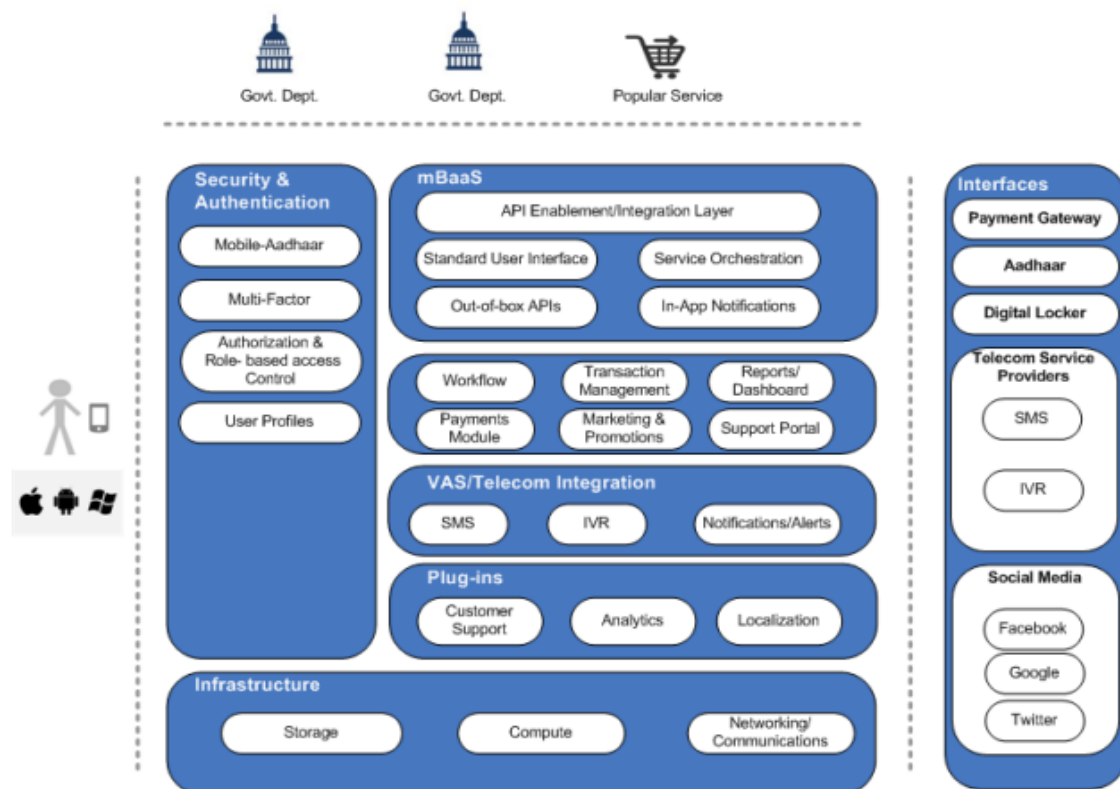 Govt. Dept.
Govt. Dept.
Popular Service
Security &
Authentication
Mobile-Aadhaar
Multi-Factor
Authorization &
Role- based access
Control
User Profiles
mBaaS
API Enablement/Integration Layer
Standard User Interface
Service Orchestration
Out-of-box APIs
In-App Notifications
Workflow
Transaction
Management
Reports/
Dashboard
Payments
Module
Marketing &
Promotions
Support Portal
VAS/Telecom Integration
SMS
IVR
Notifications/Alerts
Plug-ins
Customer
Support
Analytics
Localization
Infrastructure
Storage
Compute
Networking/
Communications
Interfaces
Payment Gateway
Aadhaar
Digital Locker
Telecom Service
Providers
SMS
IVR
Social Media
Facebook
Google
Twitter